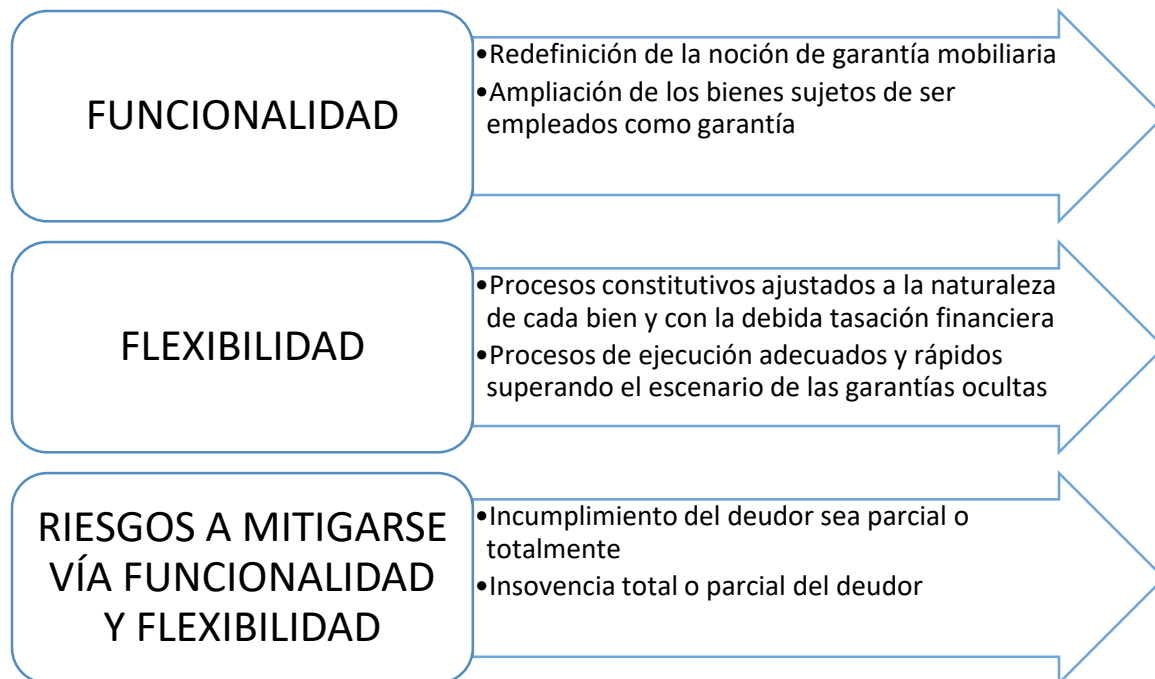 FUNCIONALIDAD
•Redefinición de la noción de garantía mobiliaria
•Ampliación de los bienes sujetos de ser
empleados como garantía
FLEXIBILIDAD
•Procesos constitutivos ajustados a la naturaleza
de cada bien y con la debida tasación financiera
•Procesos de ejecución adecuados y rápidos
superando el escenario de las garantías ocultas
RIESGOS A MITIGARSE
VÍA FUNCIONALIDAD
Y FLEXIBILIDAD
•Incumplimiento del deudor sea parcial o
totalmente
•Insovencia total o parcial del deudor